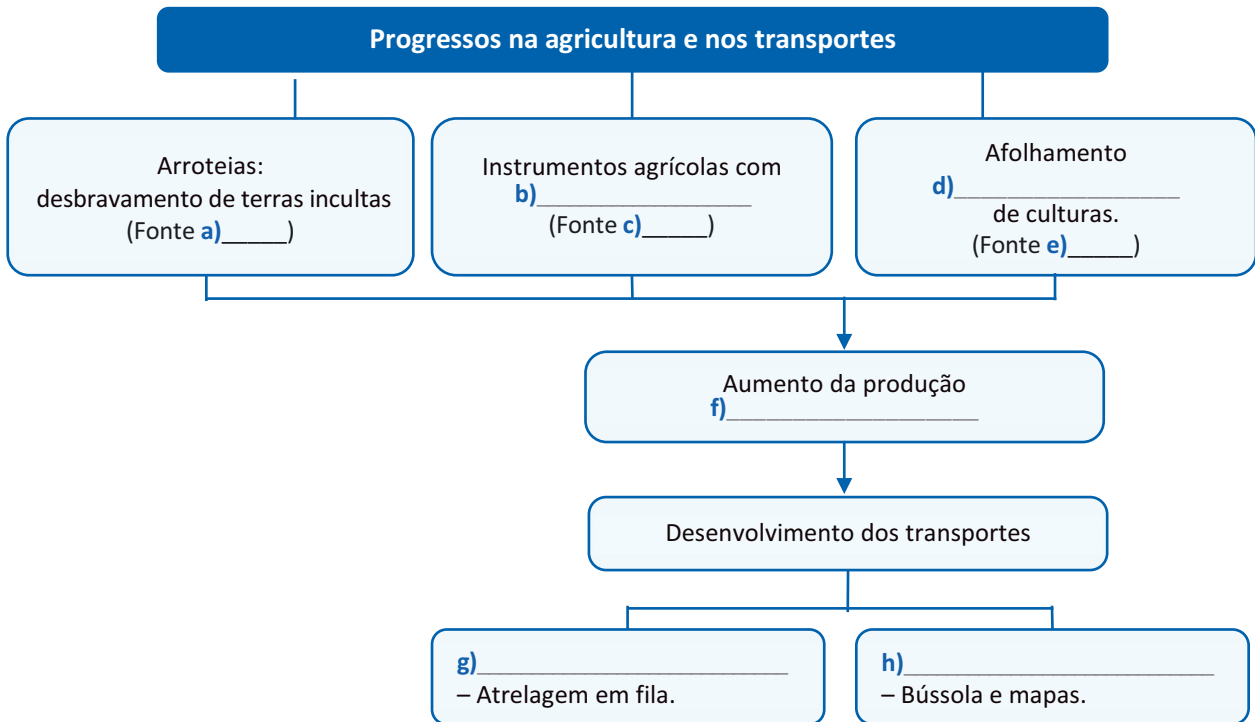 Progressos na agricultura e nos transportes
Arroteias:
desbravamento de terras incultas
(Fonte a)_____)
Instrumentos agrícolas com
b)__________________
(Fonte c)_____)
Afolhamento
d)___________________
de culturas.
(Fonte e)_____)
Aumento da produção
f)_____________________
Desenvolvimento dos transportes
g)__________________________
– Atrelagem em fila.
h)__________________________
– Bússola e mapas.